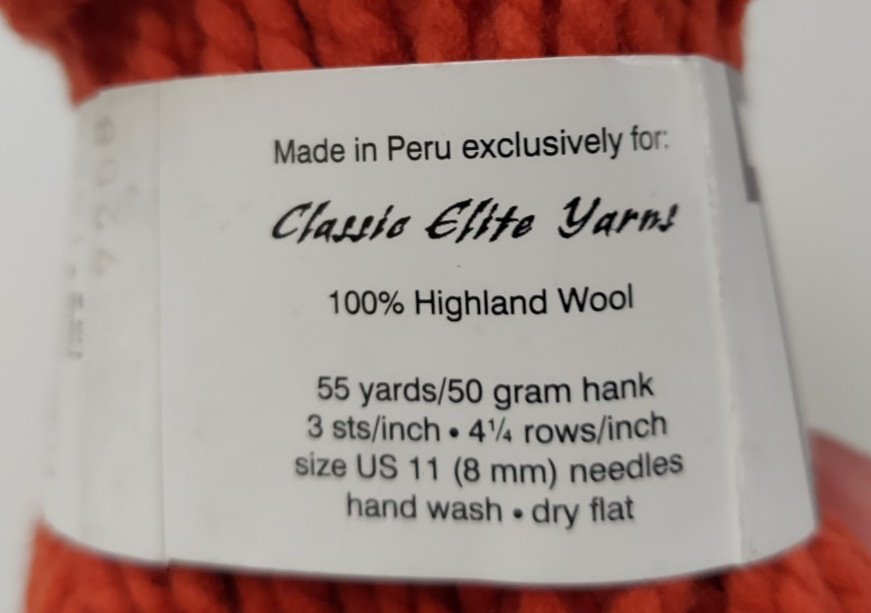 Made in Peru exclusively for:
Classic Elite Yarns
100% Highland Wool
55 yards/50 gram hank
3 sts/inch • 4¼ rows/inch
size US 11 (8 mm) needles
hand wash • dry flat